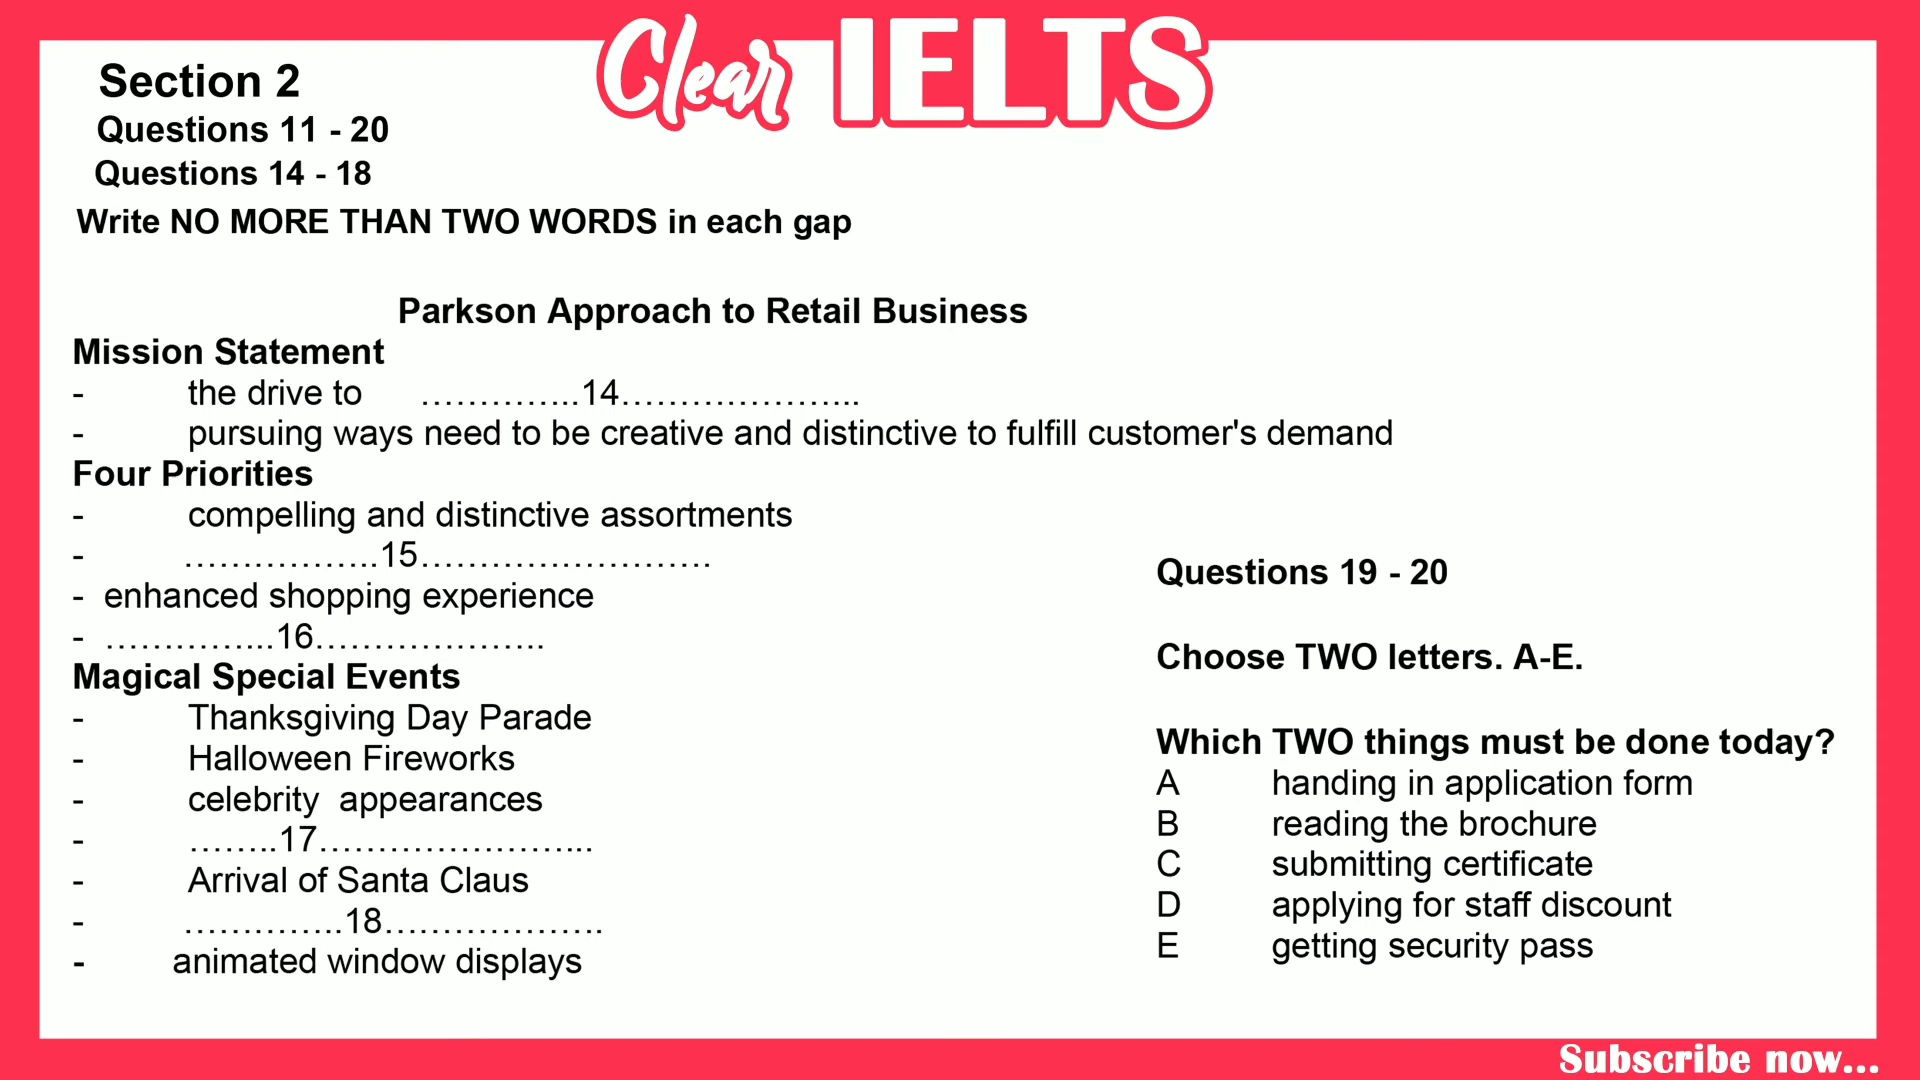 Clear IELTS
Section 2
Questions 11 - 20
Questions 14 - 18
Write NO MORE THAN TWO WORDS in each gap
Parkson Approach to Retail Business
Mission Statement
- the drive to …………..14…………………...
- pursuing ways need to be creative and distinctive to fulfill customer's demand
Four Priorities
- compelling and distinctive assortments
- ……………..15…………………….
- enhanced shopping experience
- …………...16…………………..
Magical Special Events
- Thanksgiving Day Parade
- Halloween Fireworks
- celebrity appearances
- ……..17……………………...
- Arrival of Santa Claus
- …………..18………………….
- animated window displays
Questions 19 - 20
Choose TWO letters. A-E.
Which TWO things must be done today?
A handing in application form
B reading the brochure
C submitting certificate
D applying for staff discount
E getting security pass
Subscribe now...